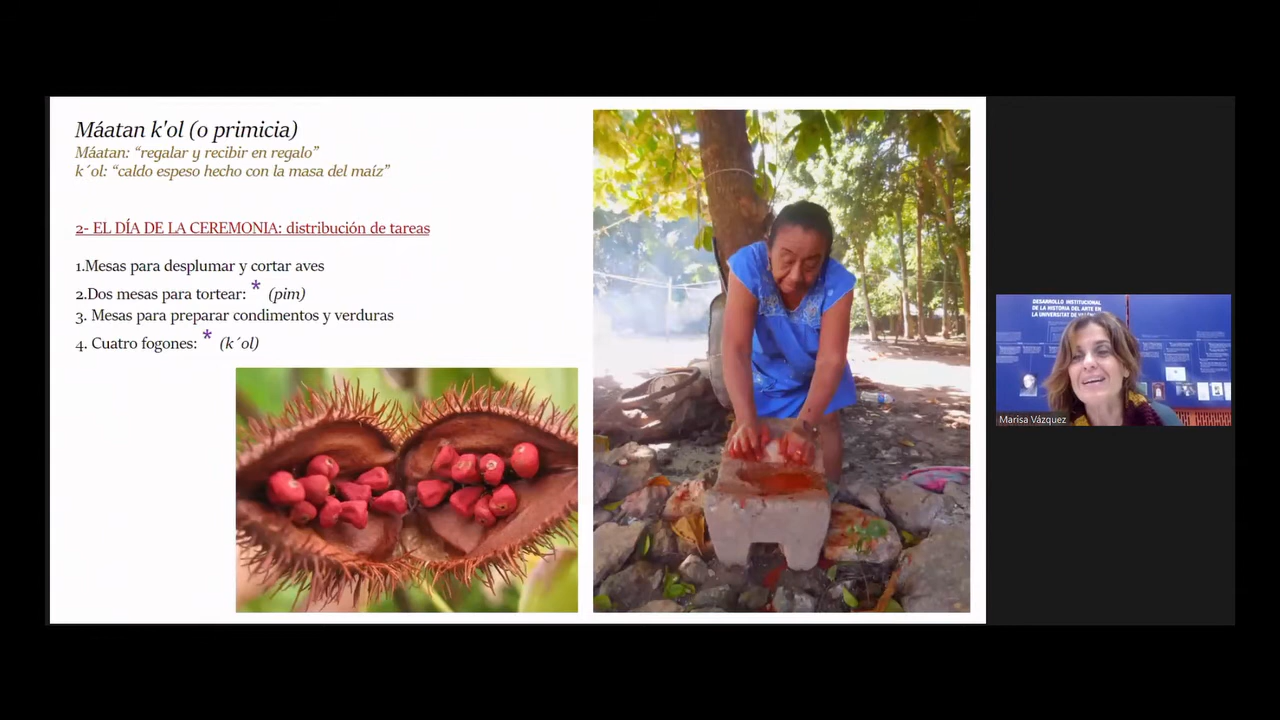 Máatan k'ol (o primicia)
Máatan: “regalar y recibir en regalo”
k´ol: “caldo espeso hecho con la masa del maíz”
2- EL DÍA DE LA CEREMONIA: distribución de tareas
1.Mesas para desplumar y cortar aves
2.Dos mesas para tortear: * (pim)
3. Mesas para preparar condimentos y verduras
4. Cuatro fogones: * (k´ol)
DESARROLLO INSTITUCIONAL
DE LA HISTORIA DEL ARTE EN
LA UNIVERSITAT DE
Marisa Vázquez